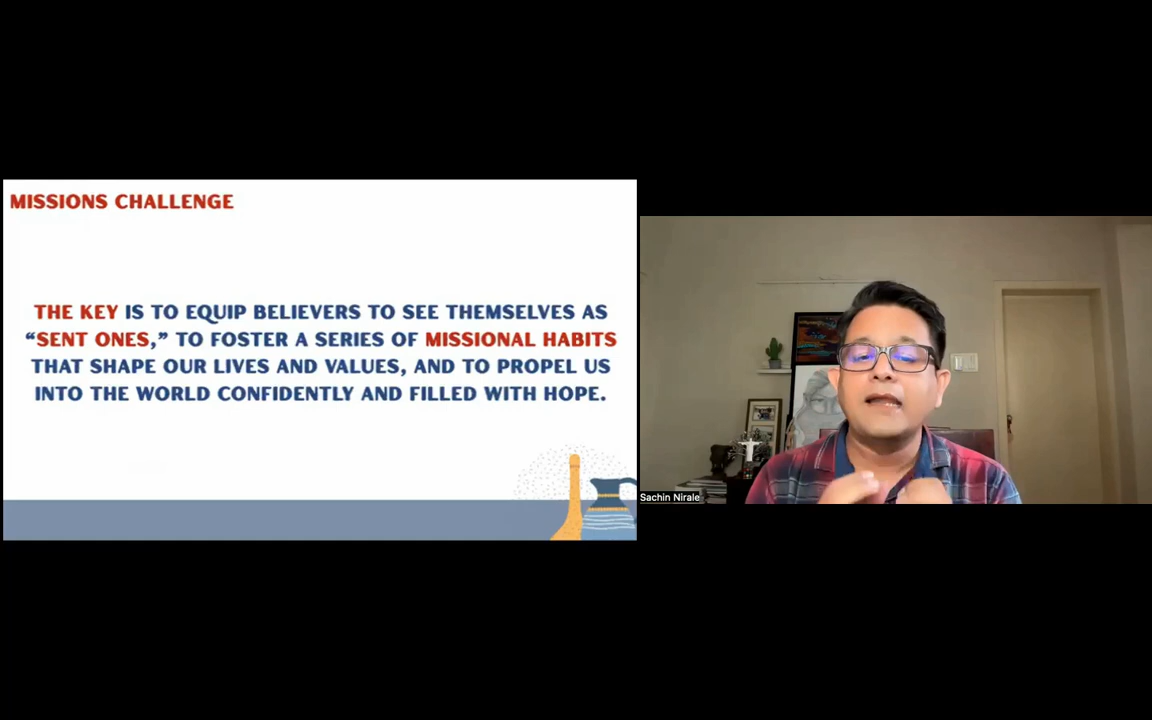 MISSIONS CHALLENGE
THE KEY IS TO EQUIP BELIEVERS TO SEE THEMSELVES AS
“SENT ONES,” TO FOSTER A SERIES OF MISSIONAL HABITS
THAT SHAPE OUR LIVES AND VALUES, AND TO PROPEL US
INTO THE WORLD CONFIDENTLY AND FILLED WITH HOPE.
Sachin Nirale